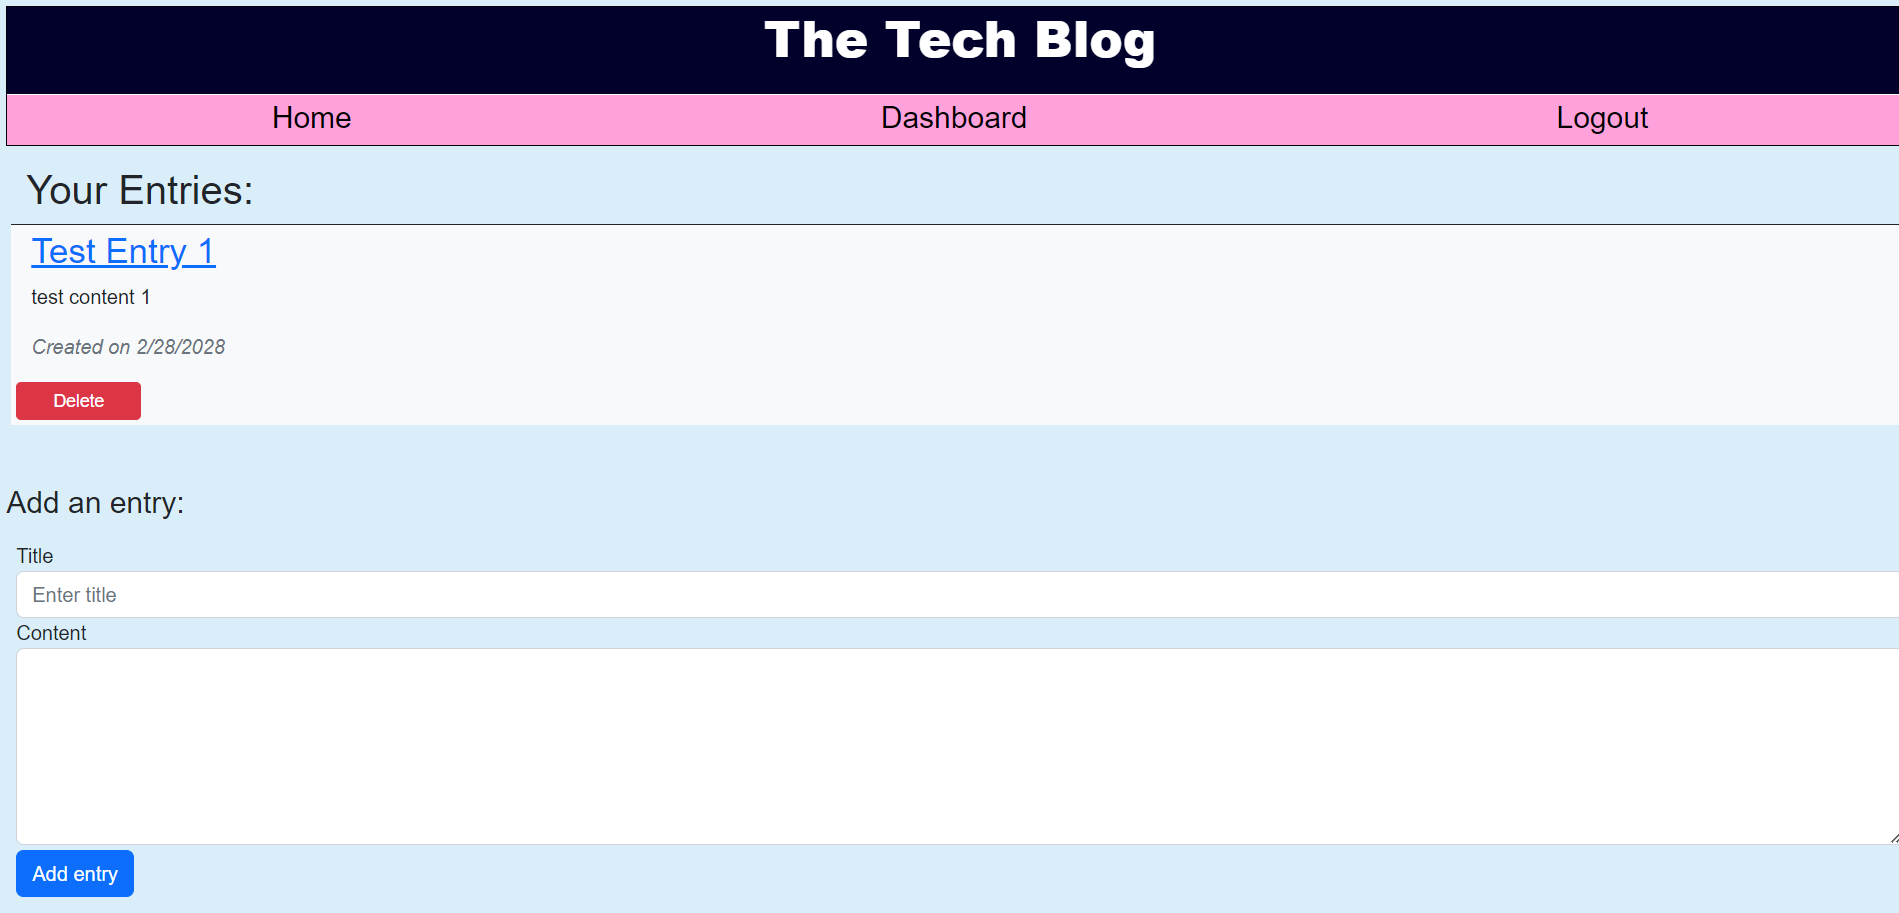 The Tech Blog
Home Dashboard Logout
Your Entries:
Test Entry 1
test content 1
Created on 2/28/2028
Delete
Add an entry:
Title
Enter title
Content
Add entry